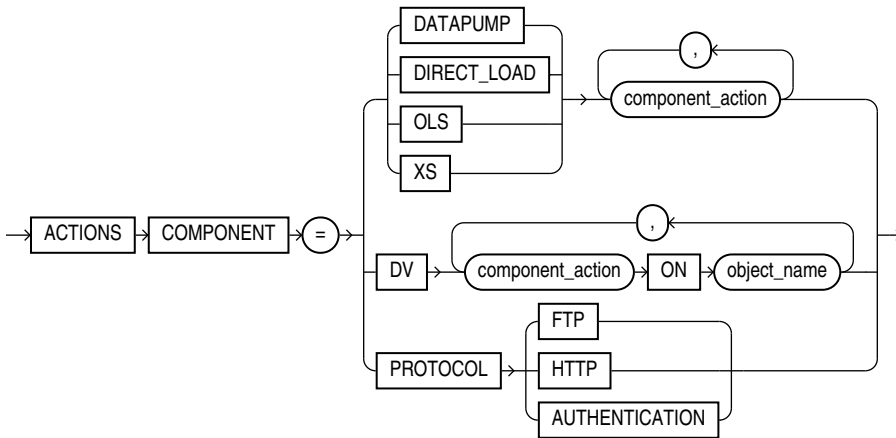 DATAPUMP
,
DIRECT_LOAD
component_action
OLS
XS
ACTIONS COMPONENT =
,
DV component_action ON object_name
FTP
PROTOCOL HTTP
AUTHENTICATION